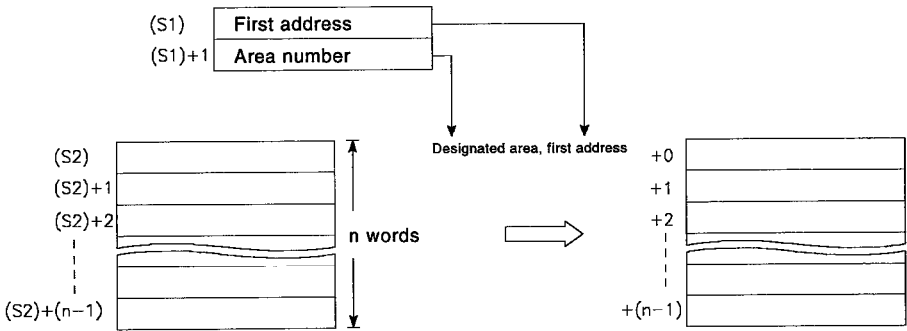 (S1) First address
(S1)+1 Area number
Designated area, first address
(S2)
(S2)+1
(S2)+2
(S2)+(n-1)
n words
+0
+1
+2
+(n-1)